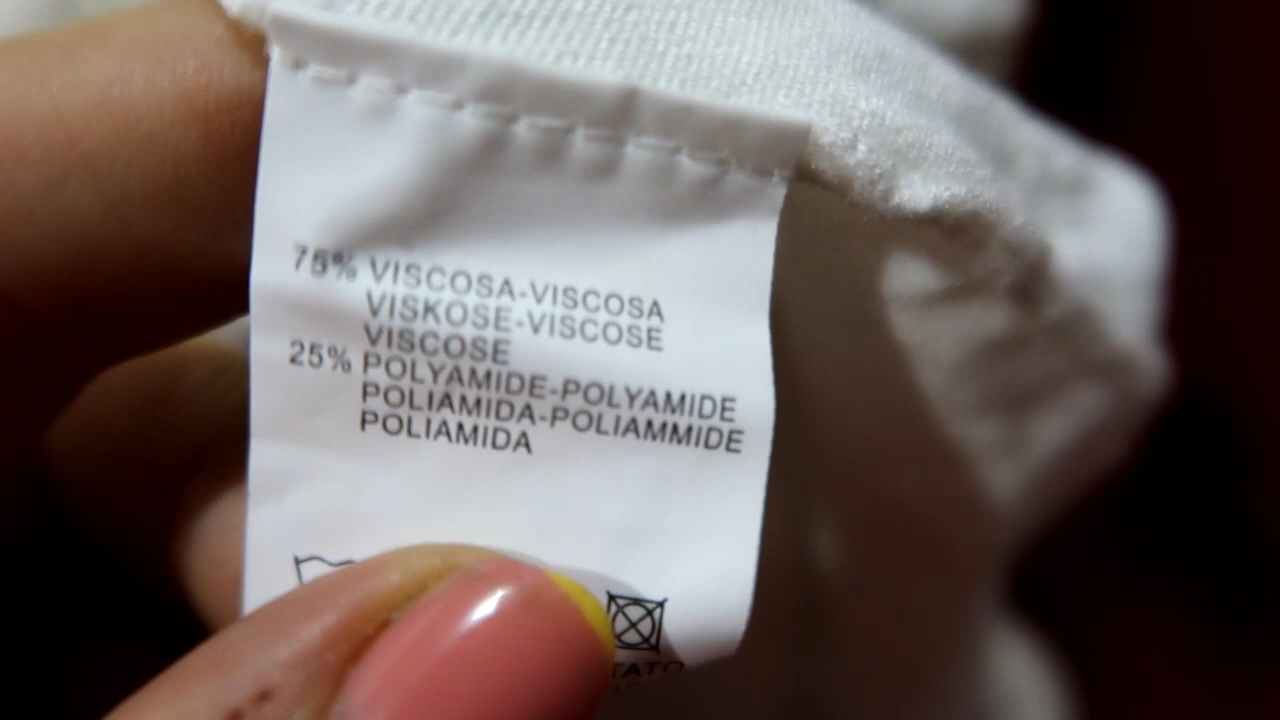 75% VISCOSA-VISCOSA
VISKOSE-VISCOSE
VISCOSE
25% POLYAMIDE-POLYAMIDE
POLIAMIDA-POLIAMMIDE
POLIAMIDA